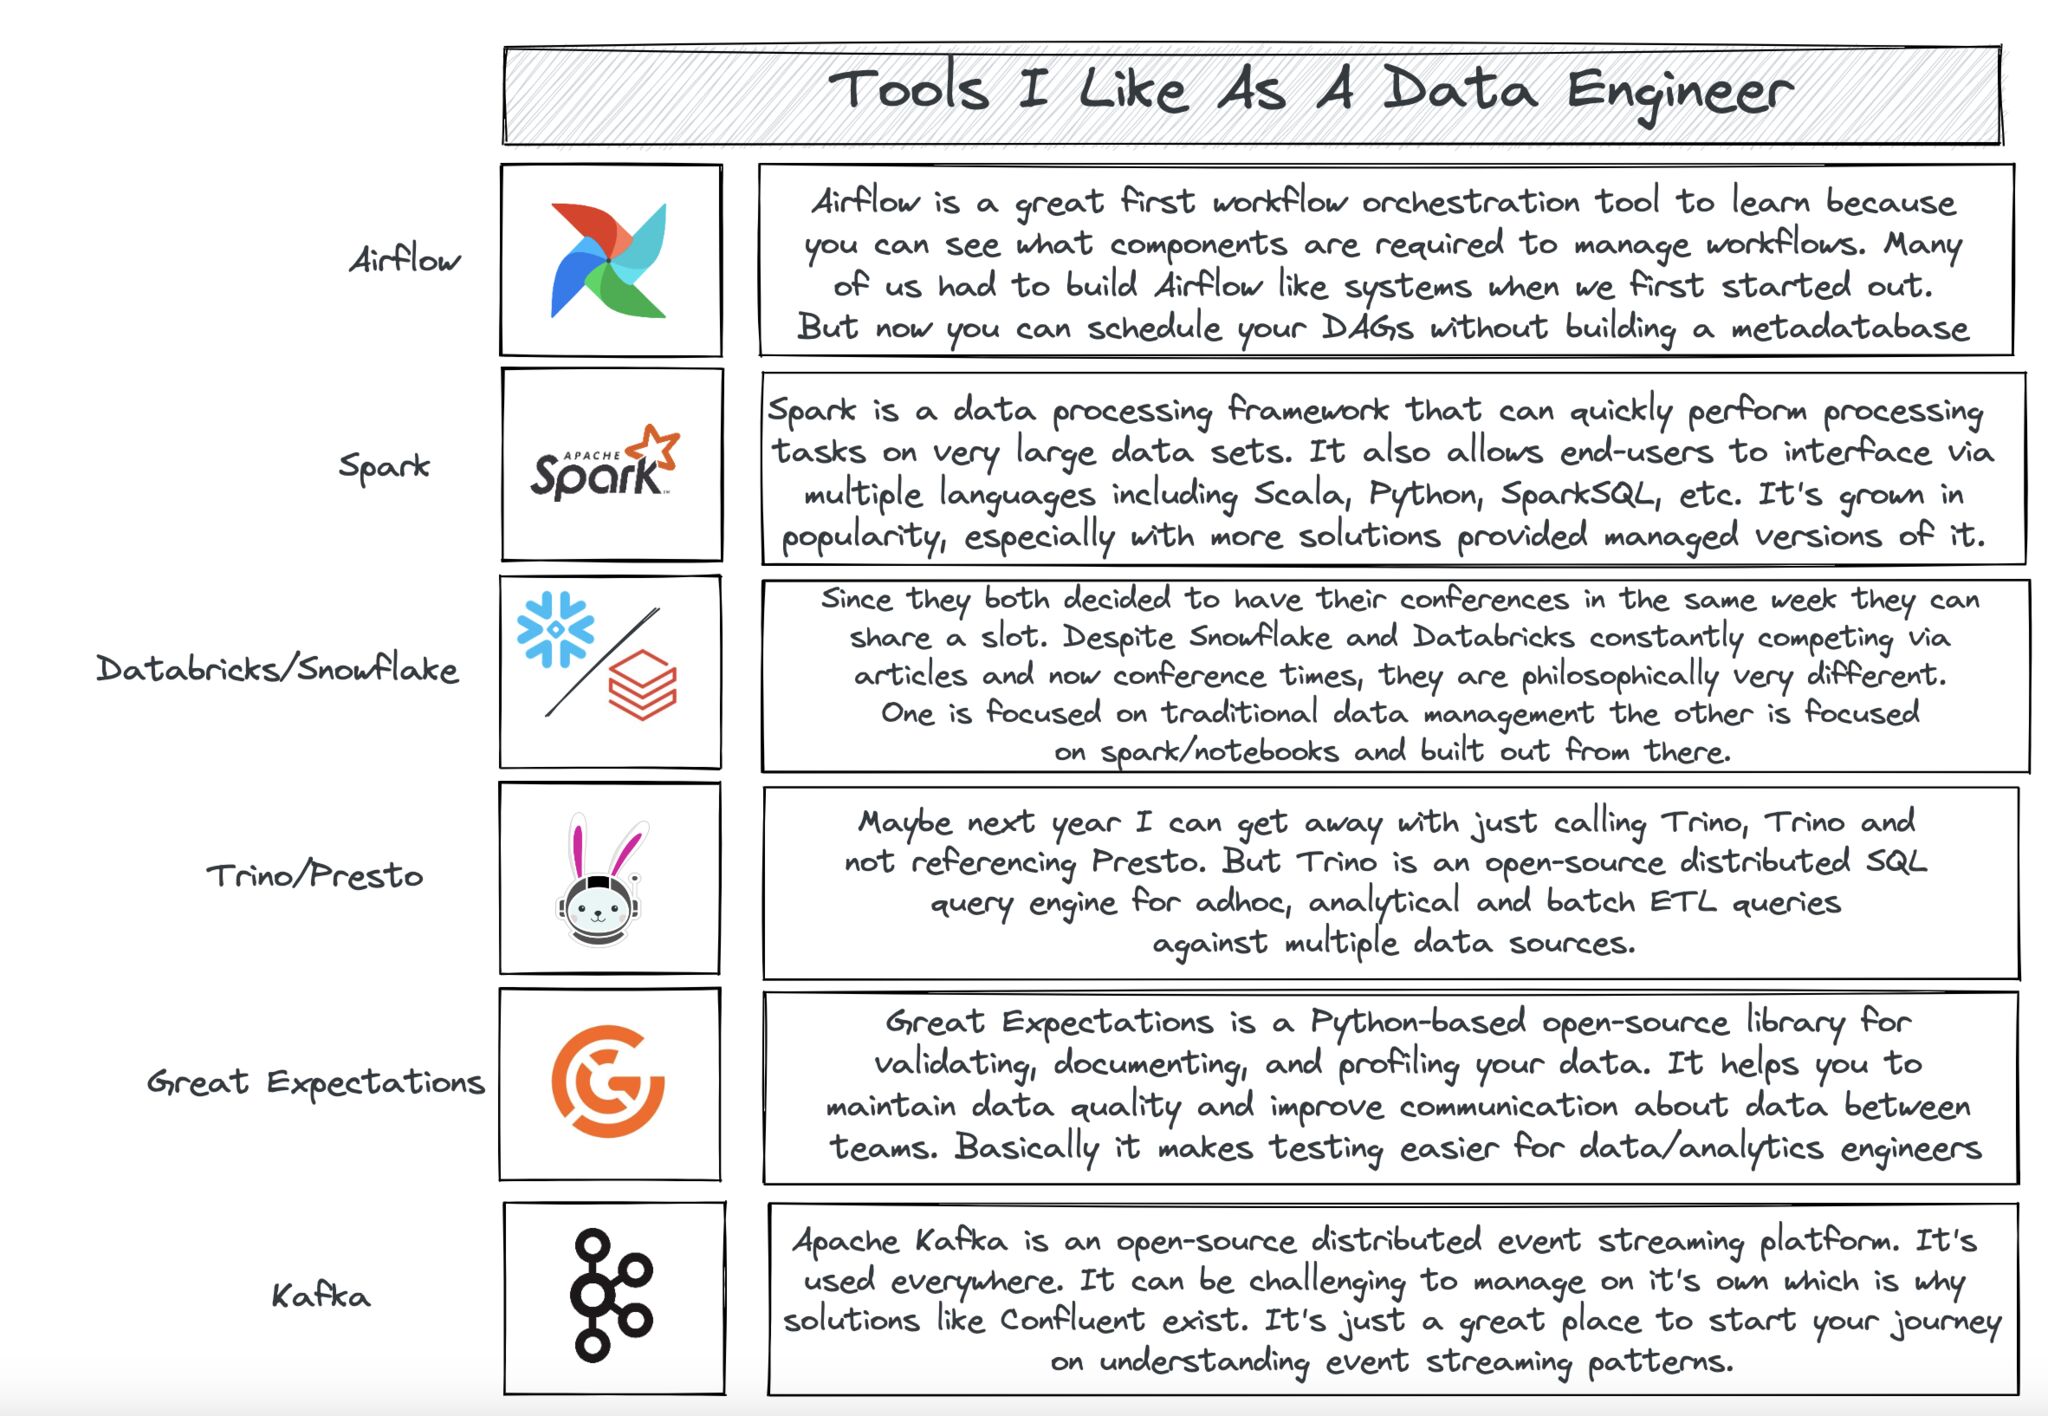 Tools I Like As A Data Engineer
Airflow
Airflow is a great first workflow orchestration tool to learn because
you can see what components are required to manage workflows. Many
of us had to build Airflow like systems when we first started out.
But now you can schedule your DAGs without building a metadatabase
Spark
APACHE
Spark
Spark is a data processing framework that can quickly perform processing
tasks on very large data sets. It also allows end-users to interface via
multiple languages including Scala, Python, SparkSQL, etc. It's grown in
popularity, especially with more solutions provided managed versions of it.
Databricks/Snowflake
Since they both decided to have their conferences in the same week they can
share a slot. Despite Snowflake and Databricks constantly competing via
articles and now conference times, they are philosophically very different.
One is focused on traditional data management the other is focused
on spark/notebooks and built out from there.
Trino/Presto
Maybe next year I can get away with just calling Trino, Trino and
not referencing Presto. But Trino is an open-source distributed SQL
query engine for adhoc, analytical and batch ETL queries
against multiple data sources.
Great Expectations
Great Expectations is a Python-based open-source library for
validating, documenting, and profiling your data. It helps you to
maintain data quality and improve communication about data between
teams. Basically it makes testing easier for data/analytics engineers
Kafka
Apache Kafka is an open-source distributed event streaming platform. It's
used everywhere. It can be challenging to manage on it's own which is why
solutions like Confluent exist. It's just a great place to start your journey
on understanding event streaming patterns.